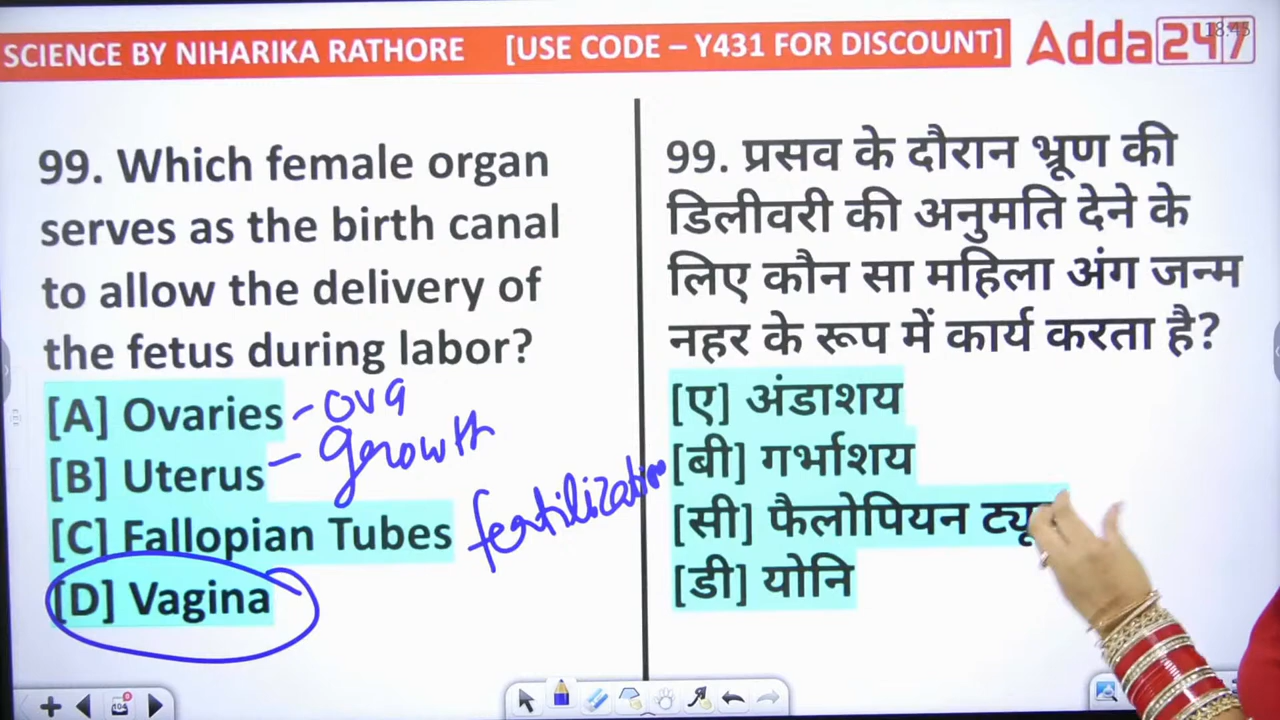 SCIENCE BY NIHARIKA RATHORE [USE CODE – Y431 FOR DISCOUNT]
Adda247
18:45
99. Which female organ
serves as the birth canal
to allow the delivery of
the fetus during labor?
[A] Ovaries - ova
[B] Uterus - growth
[C] Fallopian Tubes fertilization
[D] Vagina
99. प्रसव के दौरान भ्रूण की
डिलीवरी की अनुमति देने के
लिए कौन सा महिला अंग जन्म
नहर के रूप में कार्य करता है?
[ए] अंडाशय
[बी] गर्भाशय
[सी] फैलोपियन
[डी] योनि